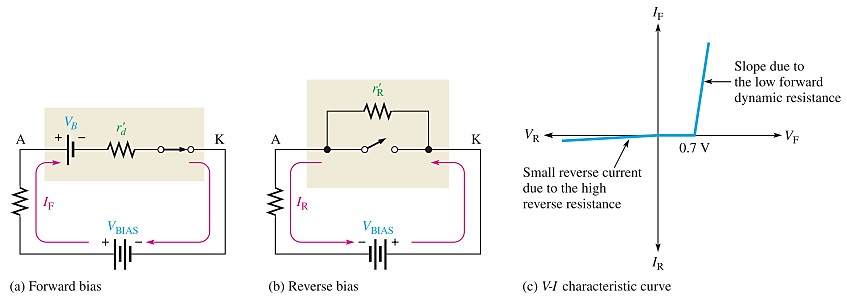 A
V_B
+
−
r'_d
K
I_F
V_BIAS
+
−
(a) Forward bias
r'_R
A
K
I_R
V_BIAS
−
+
(b) Reverse bias
I_F
Slope due to
the low forward
dynamic resistance
V_R
V_F
0.7 V
Small reverse current
due to the high
reverse resistance
I_R
(c) V-I characteristic curve